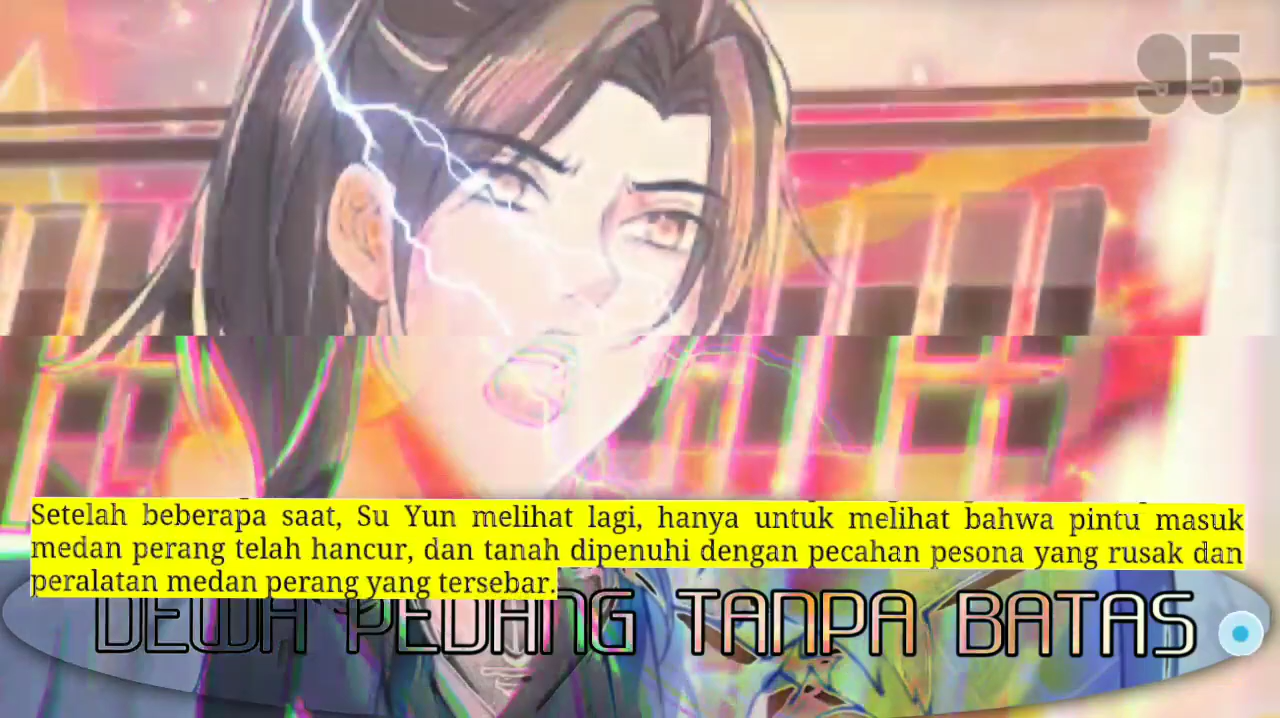 95
Setelah beberapa saat, Su Yun melihat lagi, hanya untuk melihat bahwa pintu masuk
medan perang telah hancur, dan tanah dipenuhi dengan pecahan pesona yang rusak dan
peralatan medan perang yang tersebar.
DEWA PEDANG TANPA BATAS